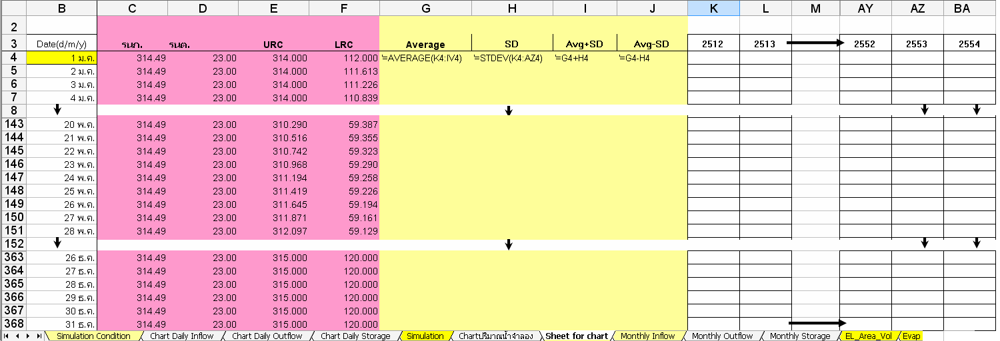 B C D E F G H I J K L M AY AZ BA
2
3 Date(d/m/y) รนก. รนต. URC LRC Average SD Avg+SD Avg-SD 2512 2513 2552 2553 2554
4 1 ม.ค. 314.49 23.00 314.000 112.000 '=AVERAGE(K4:IV4) '=STDEV(K4:AZ4) '=G4+H4 '=G4-H4
5 2 ม.ค. 314.49 23.00 314.000 111.613
6 3 ม.ค. 314.49 23.00 314.000 111.226
7 4 ม.ค. 314.49 23.00 314.000 110.839
8
143 20 พ.ค. 314.49 23.00 310.290 59.387
144 21 พ.ค. 314.49 23.00 310.516 59.355
145 22 พ.ค. 314.49 23.00 310.742 59.323
146 23 พ.ค. 314.49 23.00 310.968 59.290
147 24 พ.ค. 314.49 23.00 311.194 59.258
148 25 พ.ค. 314.49 23.00 311.419 59.226
149 26 พ.ค. 314.49 23.00 311.645 59.194
150 27 พ.ค. 314.49 23.00 311.871 59.161
151 28 พ.ค. 314.49 23.00 312.097 59.129
152
363 26 ธ.ค. 314.49 23.00 315.000 120.000
364 27 ธ.ค. 314.49 23.00 315.000 120.000
365 28 ธ.ค. 314.49 23.00 315.000 120.000
366 29 ธ.ค. 314.49 23.00 315.000 120.000
367 30 ธ.ค. 314.49 23.00 315.000 120.000
368 31 ธ.ค. 314.49 23.00 315.000 120.000
Simulation Condition Chart Daily Inflow Chart Daily Outflow Chart Daily Storage Simulation Chartปริมาณน้ำจำลอง Sheet for chart Monthly Inflow Monthly Outflow Monthly Storage EL_Area_Vol Evap